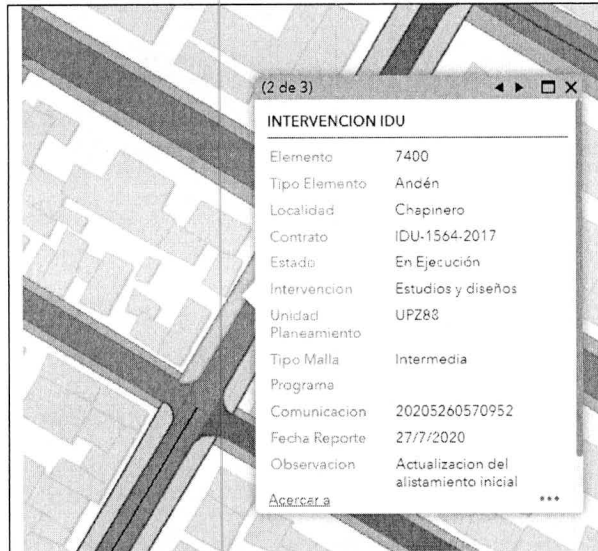 (2 de 3)
INTERVENCION IDU
Elemento 7400
Tipo Elemento Andén
Localidad Chapinero
Contrato IDU-1564-2017
Estado En Ejecución
Intervencion Estudios y diseños
Unidad Planeamiento UPZ88
Tipo Malla Intermedia
Programa
Comunicacion 20205260570952
Fecha Reporte 27/7/2020
Observacion Actualizacion del
alistamiento inicial
Acercar a